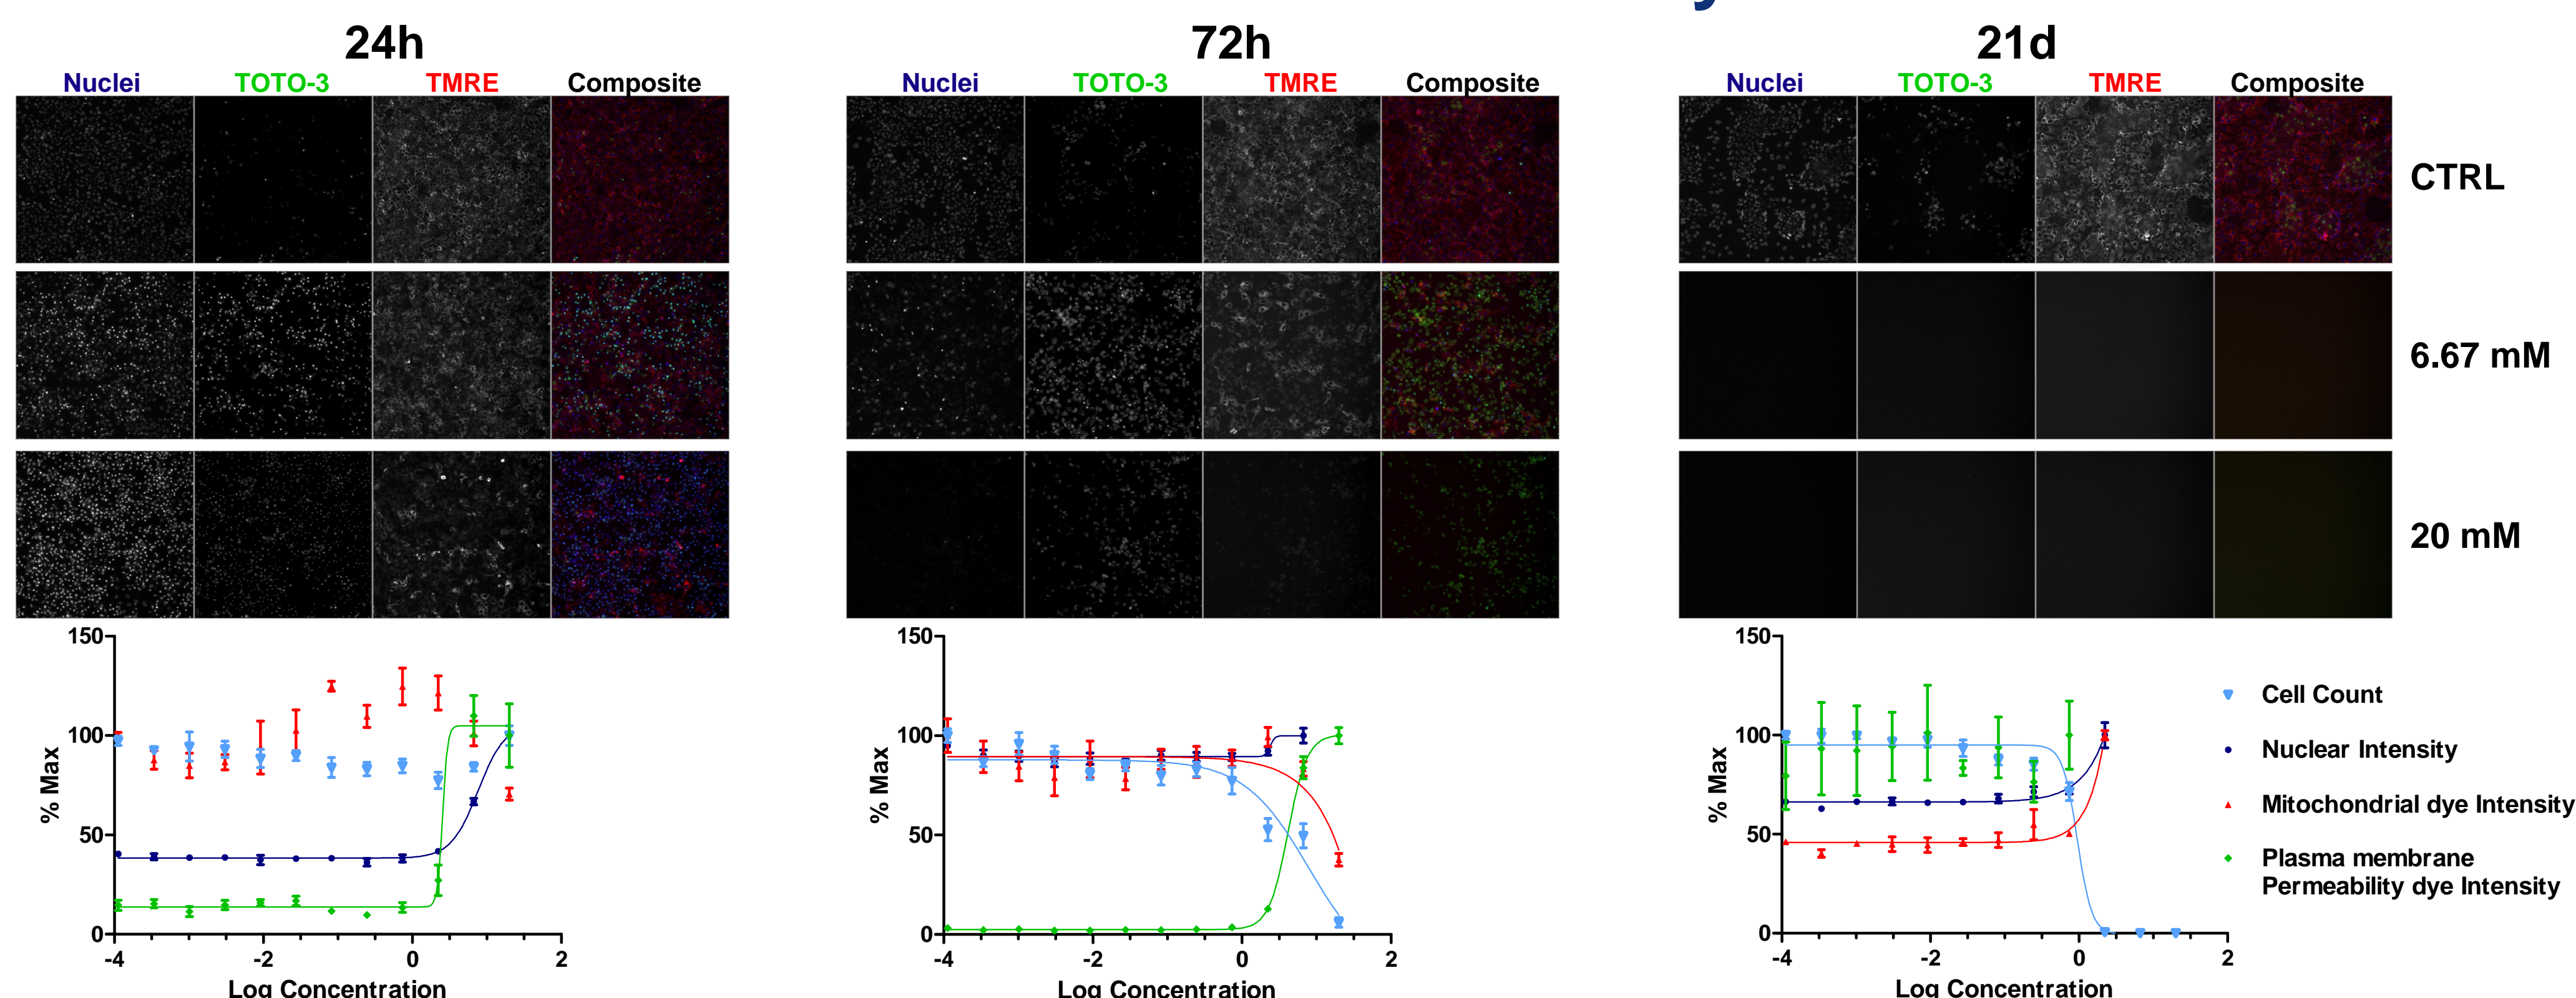 24h
72h
21d
Nuclei TOTO-3 TMRE Composite
Nuclei TOTO-3 TMRE Composite
Nuclei TOTO-3 TMRE Composite
CTRL
6.67 mM
20 mM
150
100
50
0
% Max
-4 -2 0 2
Log Concentration
150
100
50
0
% Max
-4 -2 0 2
Log Concentration
150
100
50
0
% Max
-4 -2 0 2
Log Concentration
Cell Count
Nuclear Intensity
Mitochondrial dye Intensity
Plasma membrane
Permeability dye Intensity